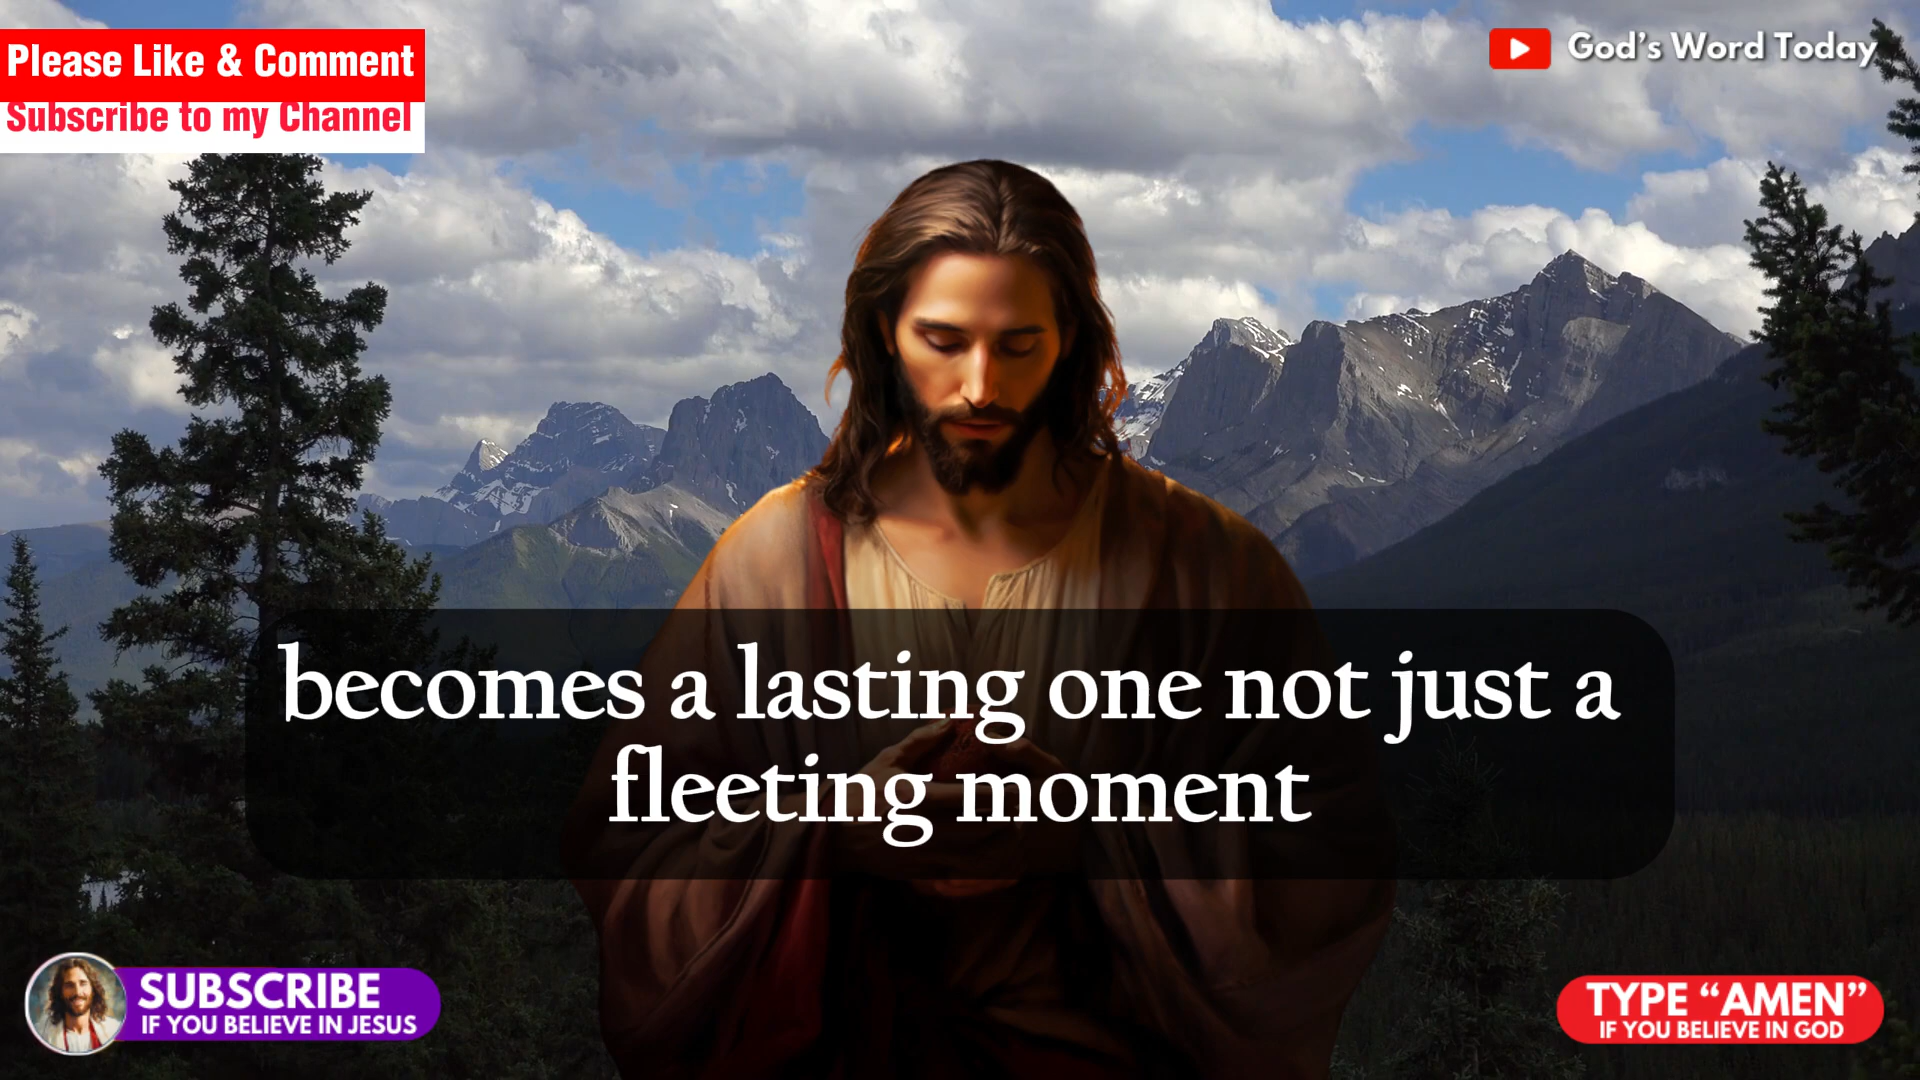 Please Like & Comment
Subscribe to my Channel
God's Word Today
becomes a lasting one not just a
fleeting moment
SUBSCRIBE
IF YOU BELIEVE IN JESUS
TYPE “AMEN”
IF YOU BELIEVE IN GOD